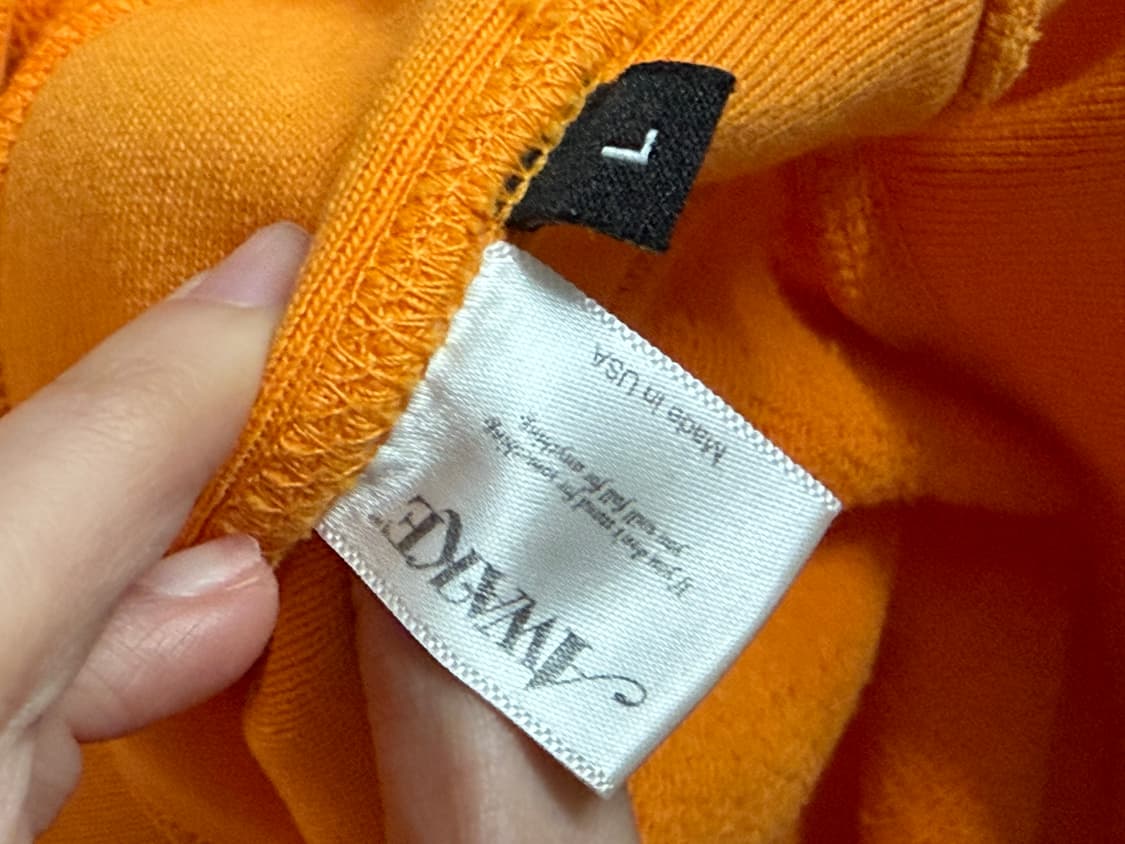 L
AWAKE
If you don't stand for something
you will fall for anything.
Made in USA